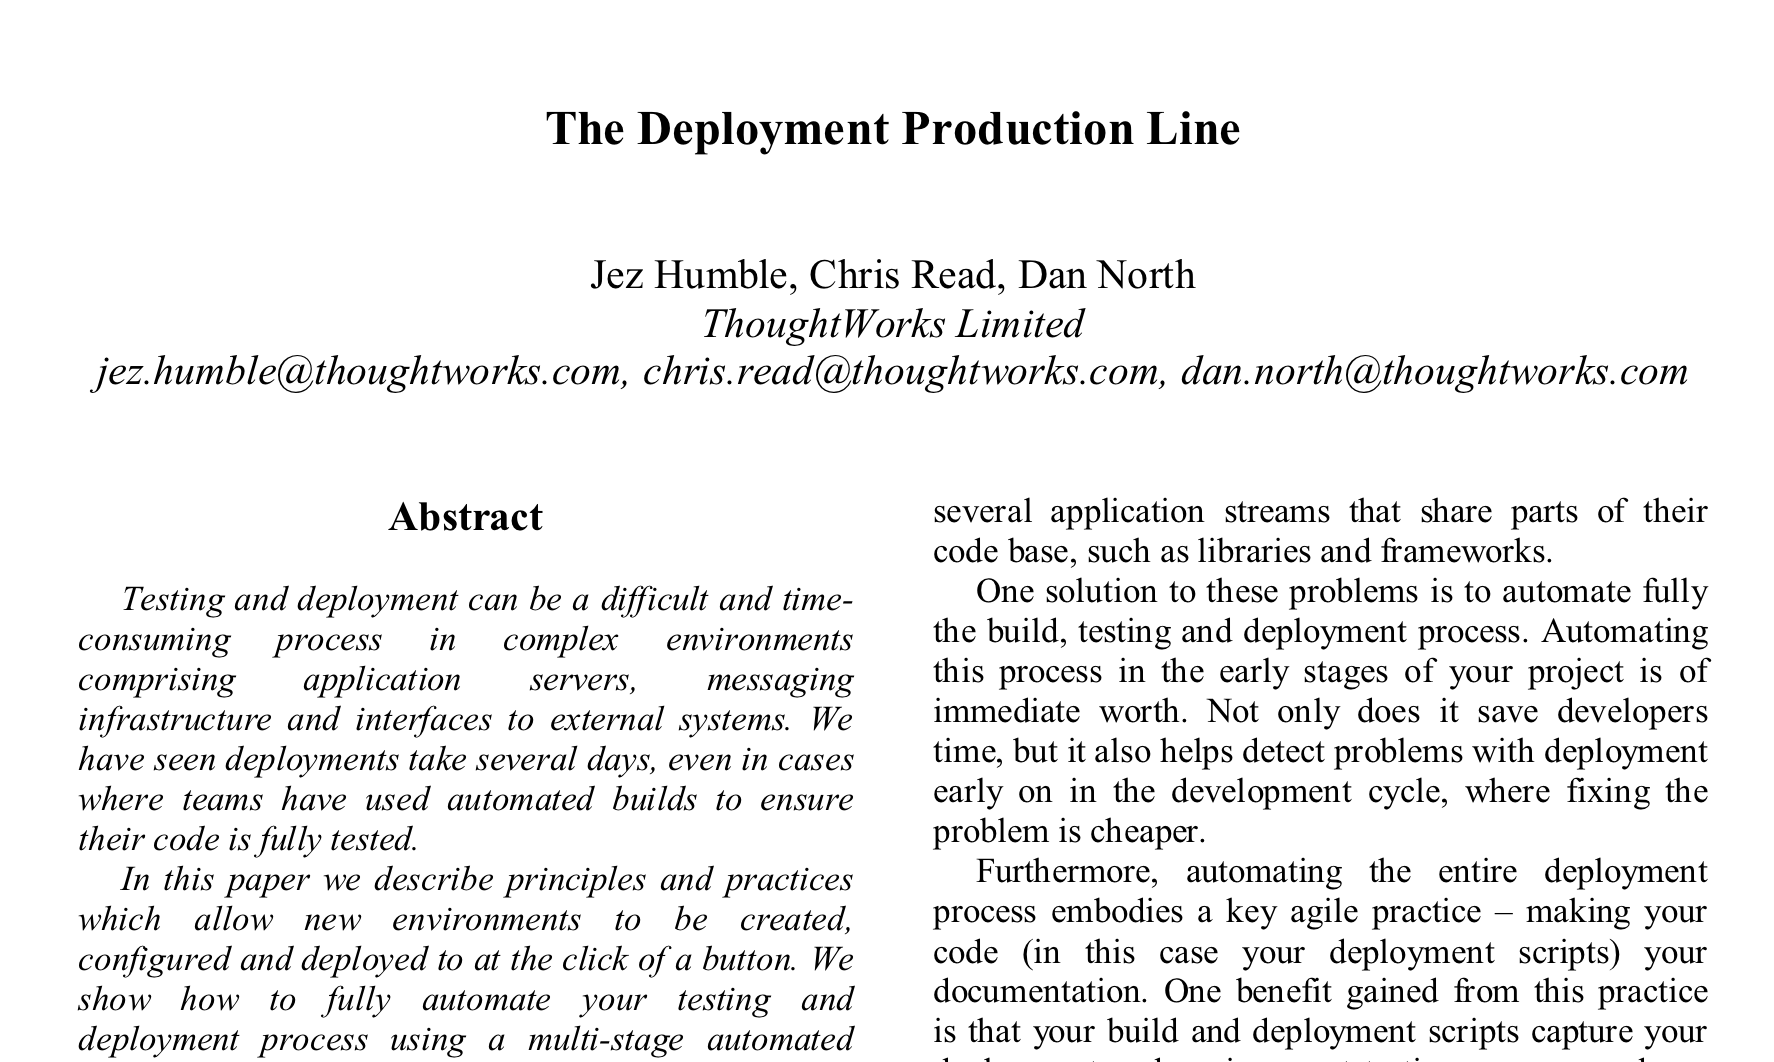 The Deployment Production Line
Jez Humble, Chris Read, Dan North
ThoughtWorks Limited
jez.humble@thoughtworks.com, chris.read@thoughtworks.com, dan.north@thoughtworks.com
Abstract
Testing and deployment can be a difficult and time-
consuming process in complex environments
comprising application servers, messaging
infrastructure and interfaces to external systems. We
have seen deployments take several days, even in cases
where teams have used automated builds to ensure
their code is fully tested.
In this paper we describe principles and practices
which allow new environments to be created,
configured and deployed to at the click of a button. We
show how to fully automate your testing and
deployment process using a multi-stage automated
several application streams that share parts of their
code base, such as libraries and frameworks.
One solution to these problems is to automate fully
the build, testing and deployment process. Automating
this process in the early stages of your project is of
immediate worth. Not only does it save developers
time, but it also helps detect problems with deployment
early on in the development cycle, where fixing the
problem is cheaper.
Furthermore, automating the entire deployment
process embodies a key agile practice – making your
code (in this case your deployment scripts) your
documentation. One benefit gained from this practice
is that your build and deployment scripts capture your